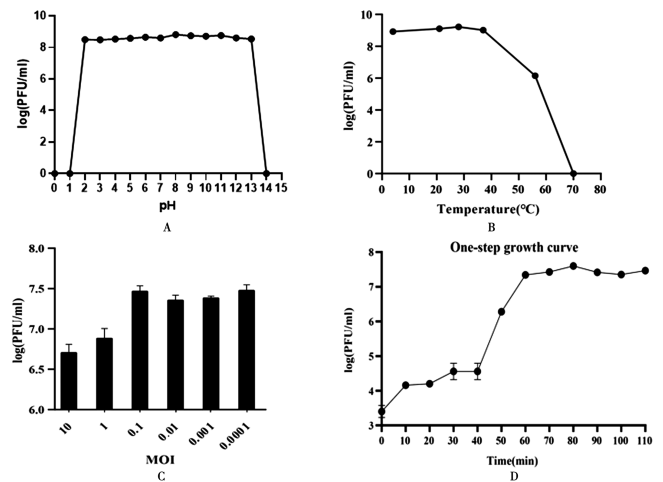 10
8
6
4
2
0
log(PFU/ml)
0 1 2 3 4 5 6 7 8 9 10 11 12 13 14 15
pH
A
10
8
6
4
2
0
log(PFU/ml)
0 10 20 30 40 50 60 70 80
Temperature(℃)
B
8.0
7.5
7.0
6.5
6.0
log(PFU/ml)
10 1 0.1 0.01 0.001 0.0001
MOI
C
One-step growth curve
8
7
6
5
4
3
log(PFU/ml)
0 10 20 30 40 50 60 70 80 90 100 110
Time(min)
D